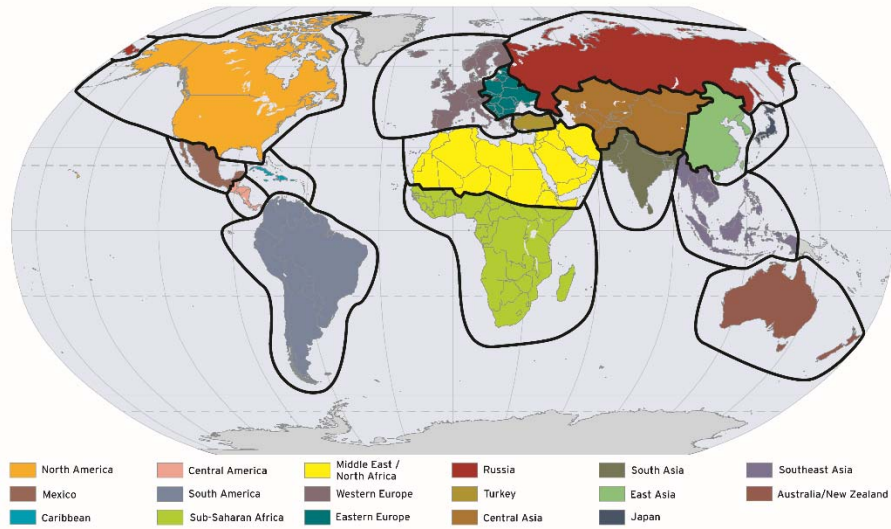 North America
Central America
Middle East /
North Africa
Russia
South Asia
Southeast Asia
Mexico
South America
Western Europe
Turkey
East Asia
Australia/New Zealand
Caribbean
Sub-Saharan Africa
Eastern Europe
Central Asia
Japan